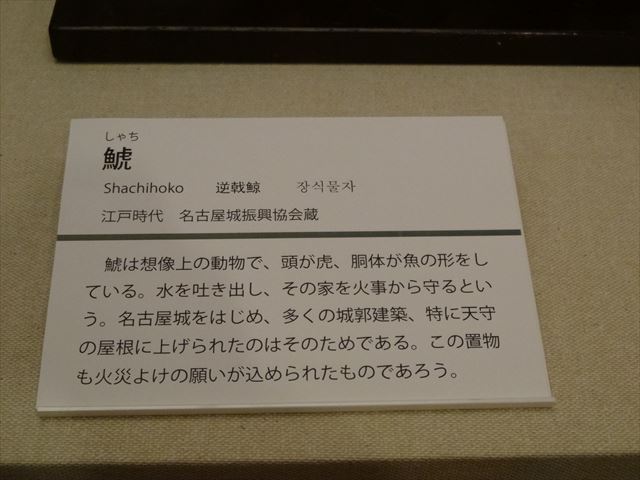 しゃち
鯱
Shachihoko 逆戟鯨 장식물자
江戸時代 名古屋城振興協会蔵
鯱は想像上の動物で、頭が虎、胴体が魚の形をし
ている。水を吐き出し、その家を火事から守るとい
う。名古屋城をはじめ、多くの城郭建築、特に天守
の屋根に上げられたのはそのためである。この置物
も火災よけの願いが込められたものであろう。